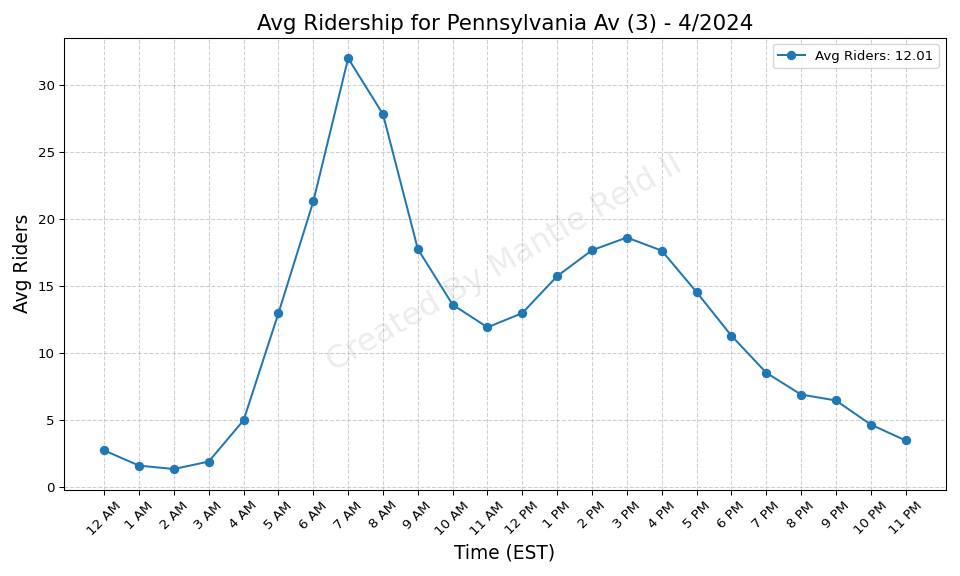 Avg Ridership for Pennsylvania Av (3) - 4/2024
Avg Riders: 12.01
Avg Riders
30
25
20
15
10
5
0
Created By Mantle Reid II
12 AM
1 AM
2 AM
3 AM
4 AM
5 AM
6 AM
7 AM
8 AM
9 AM
10 AM
11 AM
12 PM
1 PM
2 PM
3 PM
4 PM
5 PM
6 PM
7 PM
8 PM
9 PM
10 PM
11 PM
Time (EST)